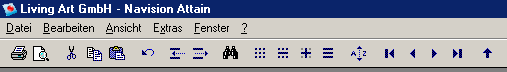 Living Art GmbH - Navision Attain
Datei Bearbeiten Ansicht Extras Fenster ?
A Z